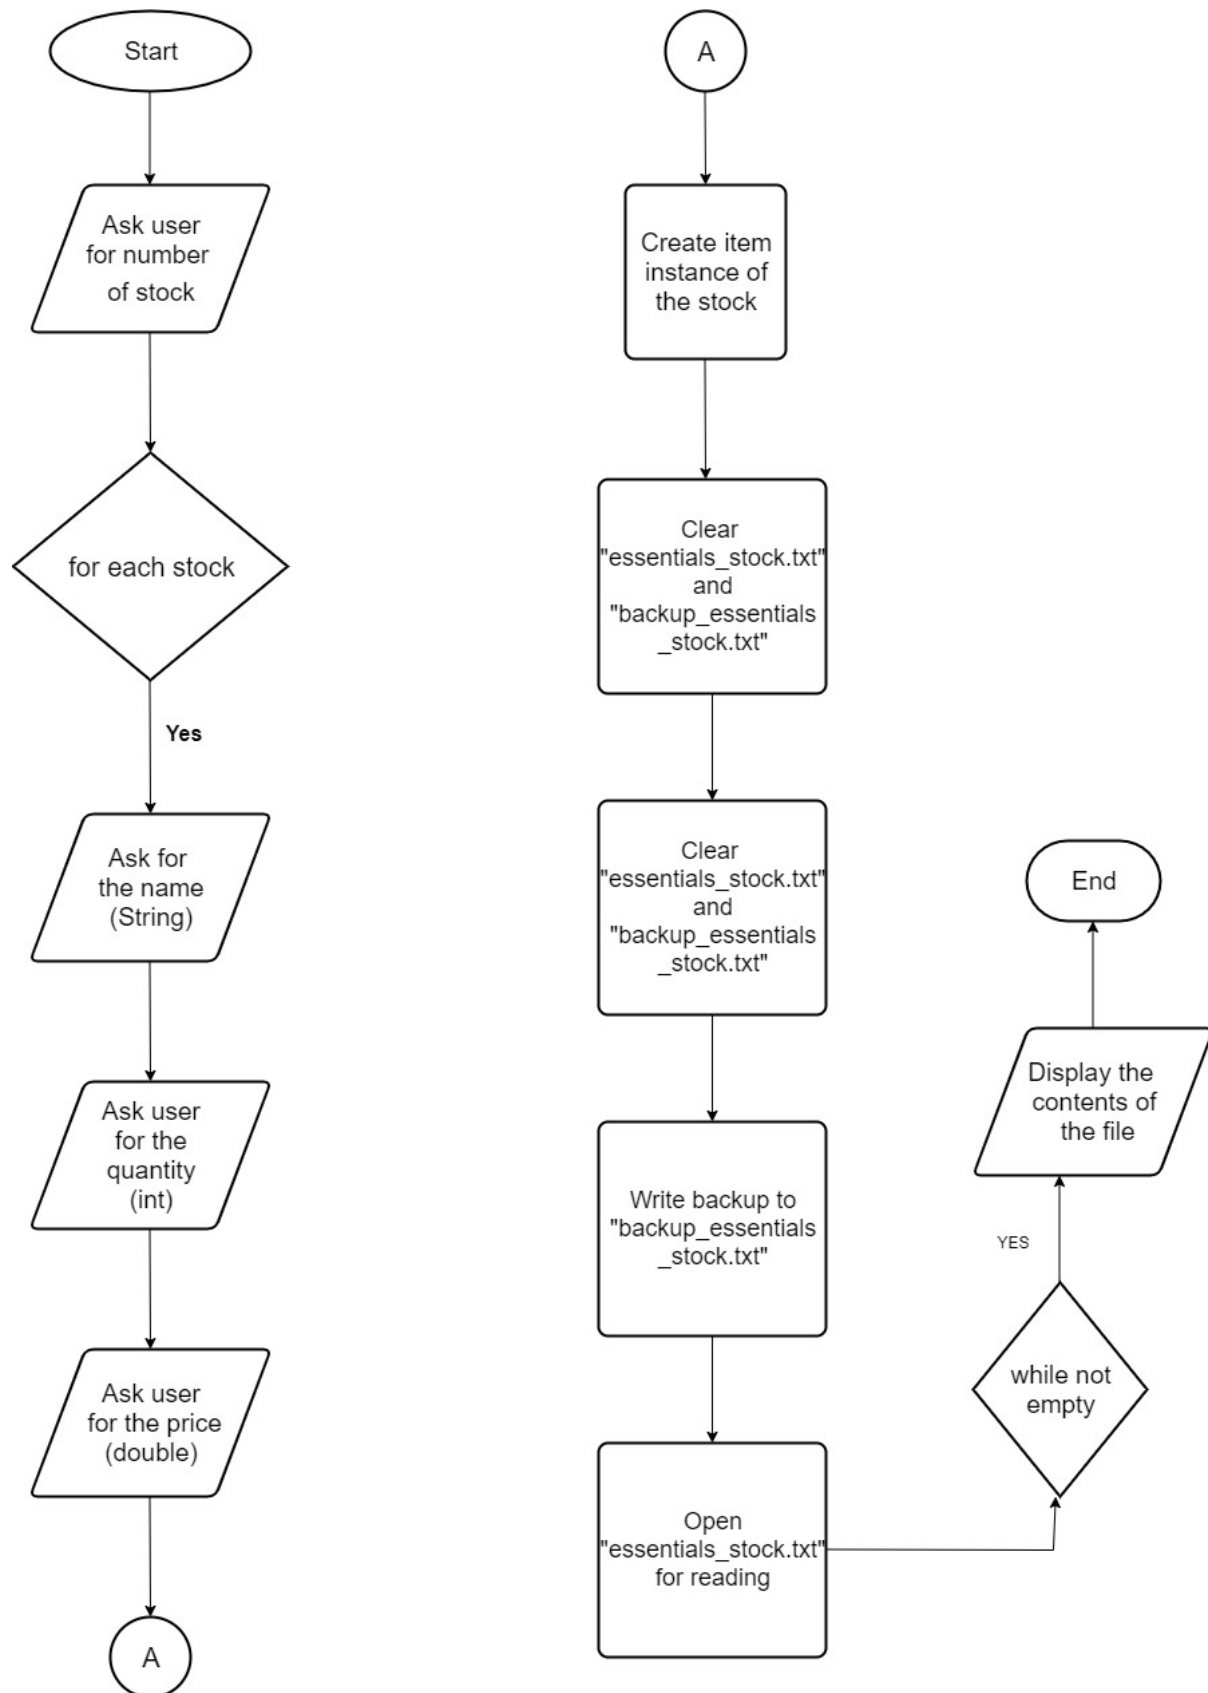 Start
Ask user
for number
of stock
for each stock
Yes
Ask for
the name
(String)
Ask user
for the
quantity
(int)
Ask user
for the price
(double)
A
A
Create item
instance of
the stock
Clear
"essentials_stock.txt"
and
"backup_essentials
_stock.txt"
Clear
"essentials_stock.txt"
and
"backup_essentials
_stock.txt"
Write backup to
"backup_essentials
_stock.txt"
Open
"essentials_stock.txt"
for reading
while not
empty
YES
Display the
contents of
the file
End